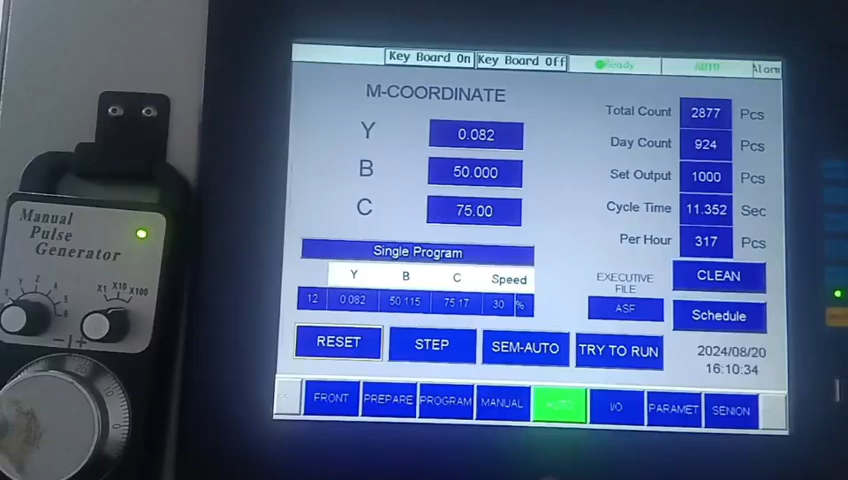 Key Board On Key Board Off Ready AUTO Alarm
M-COORDINATE
Y 0.082
B 50.000
C 75.00
Total Count 2877 Pcs
Day Count 924 Pcs
Set Output 1000 Pcs
Cycle Time 11.352 Sec
Per Hour 317 Pcs
Single Program
Y B C Speed
12 0.082 50.115 75.17 30 %
EXECUTIVE
FILE
ASF
CLEAN
Schedule
RESET STEP SEM-AUTO TRY TO RUN
2024/08/20
16:10:34
FRONT PREPARE PROGRAM MANUAL AUTO I/O PARAMET SENION
Manual
Pulse
Generator
X1 X10 X100